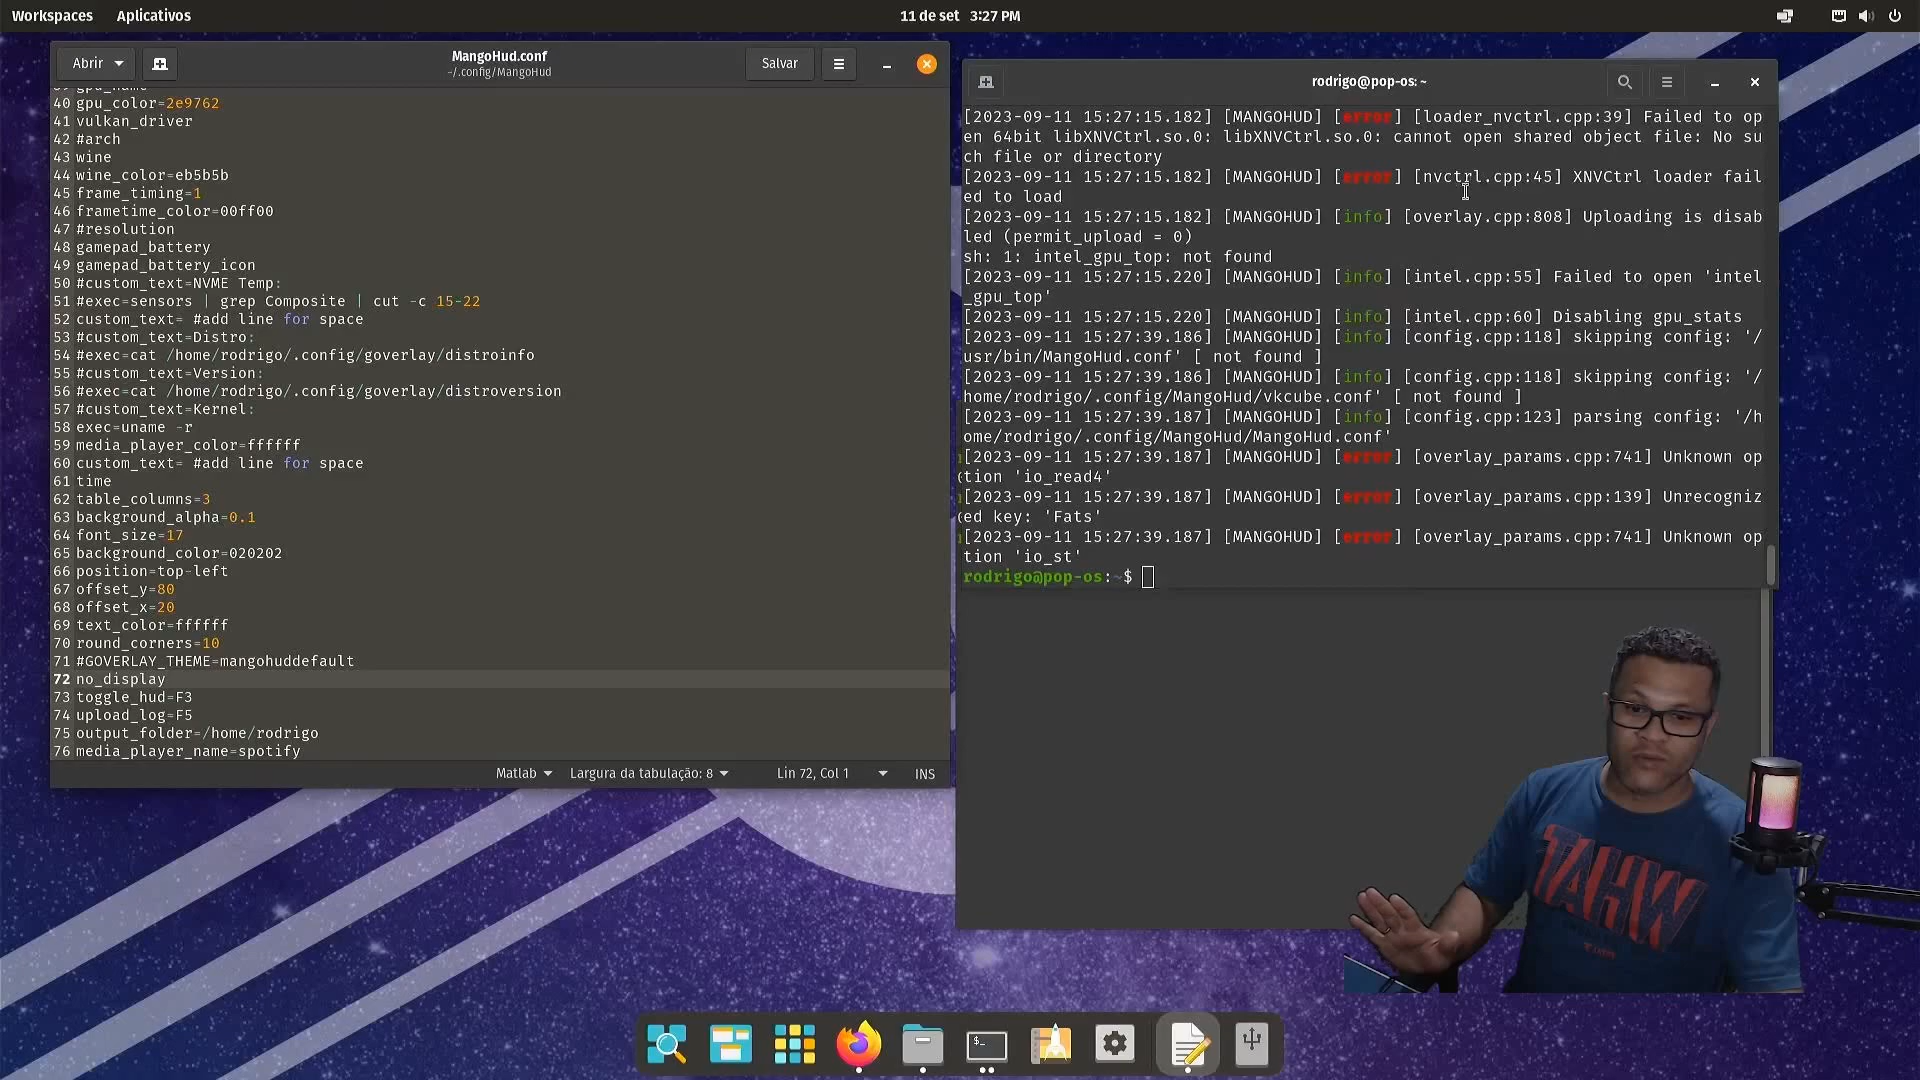 Workspaces Aplicativos 11 de set 3:27 PM
Abrir MangoHud.conf Salvar
~/.config/MangoHud
40 gpu_color=2e9762
41 vulkan_driver
42 #arch
43 wine
44 wine_color=eb5b5b
45 frame_timing=1
46 frametime_color=00ff00
47 #resolution
48 gamepad_battery
49 gamepad_battery_icon
50 #custom_text=NVME Temp:
51 #exec=sensors | grep Composite | cut -c 15-22
52 custom_text= #add line for space
53 #custom_text=Distro:
54 #exec=cat /home/rodrigo/.config/goverlay/distroinfo
55 #custom_text=Version:
56 #exec=cat /home/rodrigo/.config/goverlay/distroversion
57 #custom_text=Kernel:
58 exec=uname -r
59 media_player_color=ffffff
60 custom_text= #add line for space
61 time
62 table_columns=3
63 background_alpha=0.1
64 font_size=17
65 background_color=020202
66 position=top-left
67 offset_y=80
68 offset_x=20
69 text_color=ffffff
70 round_corners=10
71 #GOVERLAY_THEME=mangohuddefault
72 no_display
73 toggle_hud=F3
74 upload_log=F5
75 output_folder=/home/rodrigo
76 media_player_name=spotify
Matlab Largura da tabulação: 8 Lin 72, Col 1 INS
rodrigo@pop-os: ~
[2023-09-11 15:27:15.182] [MANGOHUD] [error] [loader_nvctrl.cpp:39] Failed to op
en 64bit libXNVCtrl.so.0: libXNVCtrl.so.0: cannot open shared object file: No su
ch file or directory
[2023-09-11 15:27:15.182] [MANGOHUD] [error] [nvctrl.cpp:45] XNVCtrl loader fail
ed to load
[2023-09-11 15:27:15.182] [MANGOHUD] [info] [overlay.cpp:808] Uploading is disab
led (permit_upload = 0)
sh: 1: intel_gpu_top: not found
[2023-09-11 15:27:15.220] [MANGOHUD] [info] [intel.cpp:55] Failed to open 'intel
_gpu_top'
[2023-09-11 15:27:15.220] [MANGOHUD] [info] [intel.cpp:60] Disabling gpu_stats
[2023-09-11 15:27:39.186] [MANGOHUD] [info] [config.cpp:118] skipping config: '/
usr/bin/MangoHud.conf' [ not found ]
[2023-09-11 15:27:39.186] [MANGOHUD] [info] [config.cpp:118] skipping config: '/
home/rodrigo/.config/MangoHud/vkcube.conf' [ not found ]
[2023-09-11 15:27:39.187] [MANGOHUD] [info] [config.cpp:123] parsing config: '/h
ome/rodrigo/.config/MangoHud/MangoHud.conf'
[2023-09-11 15:27:39.187] [MANGOHUD] [error] [overlay_params.cpp:741] Unknown op
tion 'io_read4'
[2023-09-11 15:27:39.187] [MANGOHUD] [error] [overlay_params.cpp:139] Unrecogniz
ed key: 'Fats'
[2023-09-11 15:27:39.187] [MANGOHUD] [error] [overlay_params.cpp:741] Unknown op
tion 'io_st'
rodrigo@pop-os:~$
TAHW